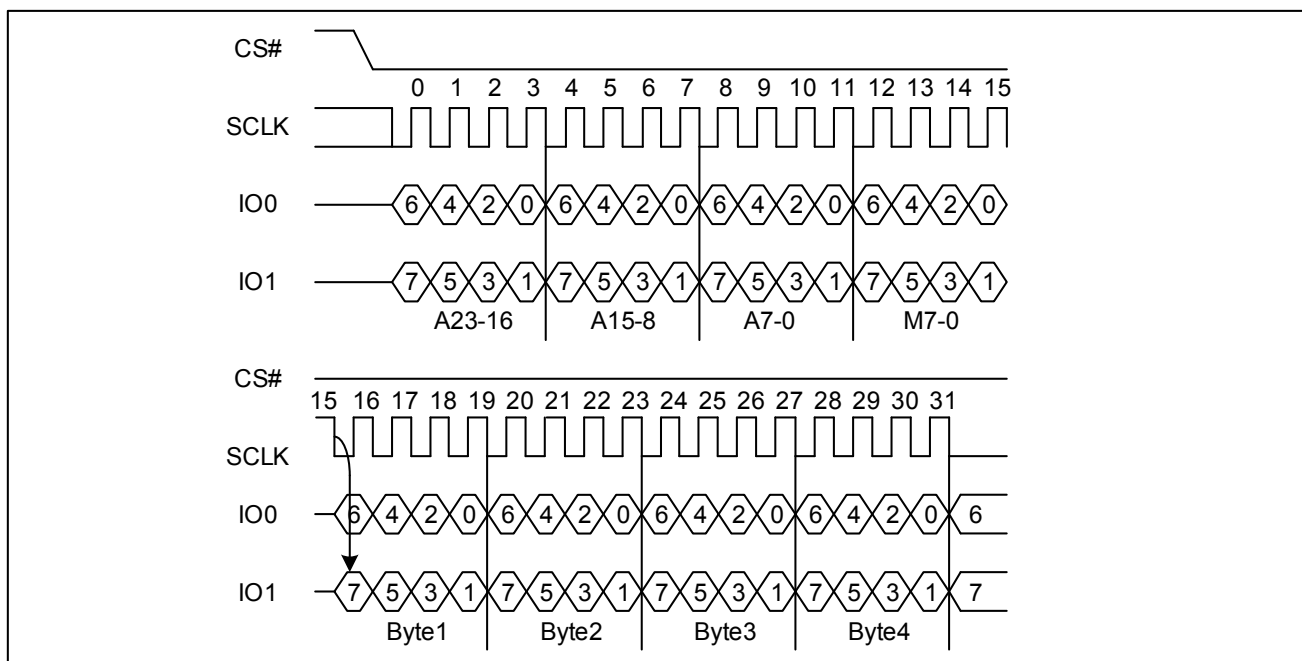 CS#
0 1 2 3 4 5 6 7 8 9 10 11 12 13 14 15
SCLK
IO0 6 4 2 0 6 4 2 0 6 4 2 0 6 4 2 0
IO1 7 5 3 1 7 5 3 1 7 5 3 1 7 5 3 1
A23-16 A15-8 A7-0 M7-0
CS#
15 16 17 18 19 20 21 22 23 24 25 26 27 28 29 30 31
SCLK
IO0 6 4 2 0 6 4 2 0 6 4 2 0 6 4 2 0 6
IO1 7 5 3 1 7 5 3 1 7 5 3 1 7 5 3 1 7
Byte1 Byte2 Byte3 Byte4